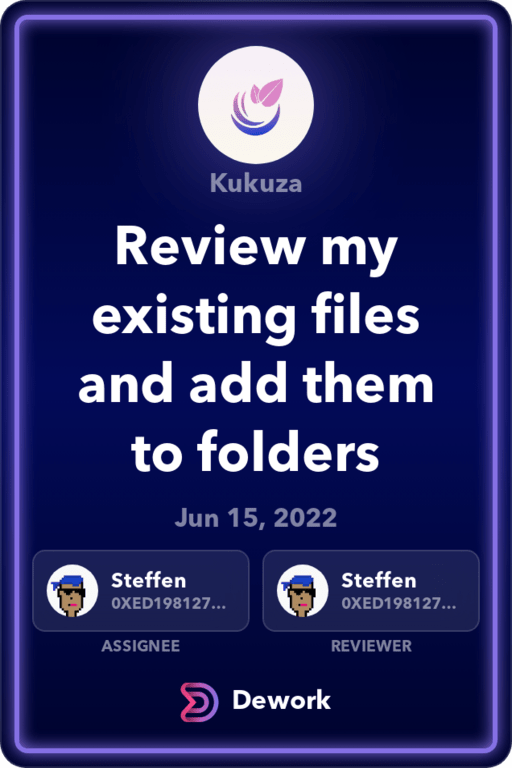 Kukuza
Review my
existing files
and add them
to folders
Jun 15, 2022
Steffen
0XED198127...
ASSIGNEE
Steffen
0XED198127...
REVIEWER
Dework